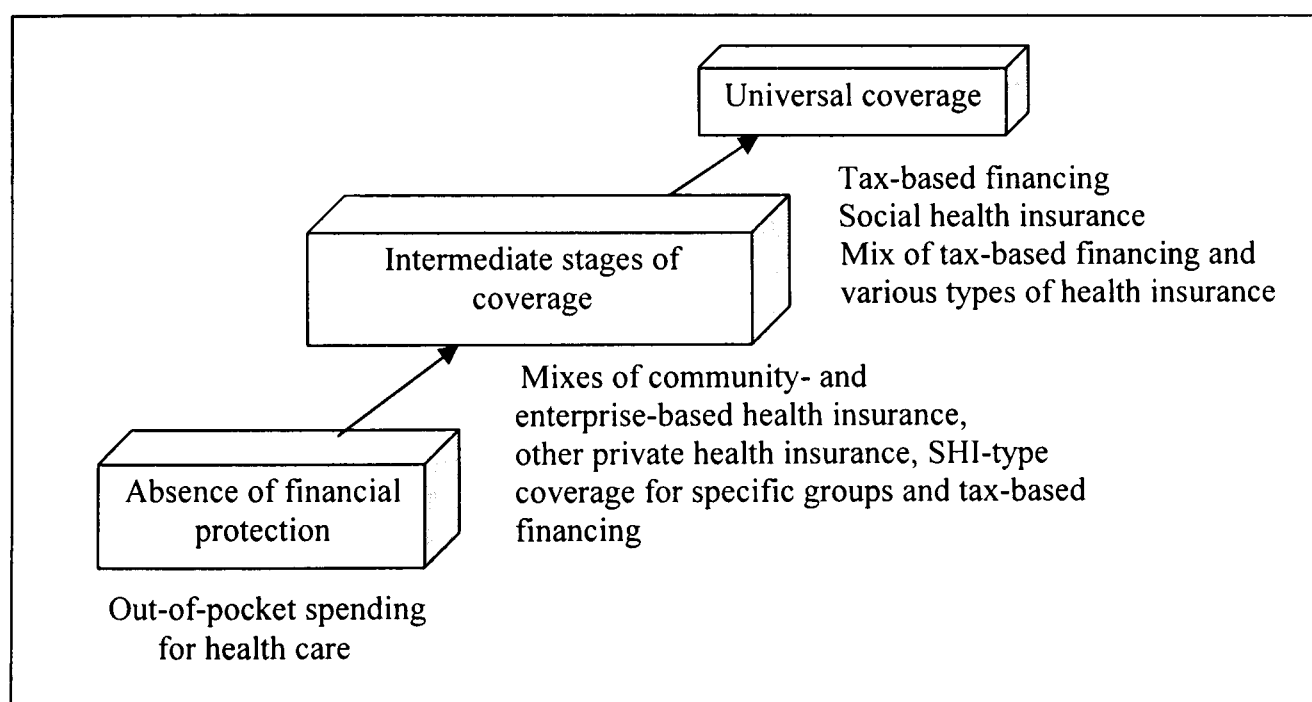 Universal coverage
Tax-based financing
Social health insurance
Mix of tax-based financing and
various types of health insurance
Intermediate stages of
coverage
Mixes of community- and
enterprise-based health insurance,
other private health insurance, SHI-type
coverage for specific groups and tax-based
financing
Absence of financial
protection
Out-of-pocket spending
for health care